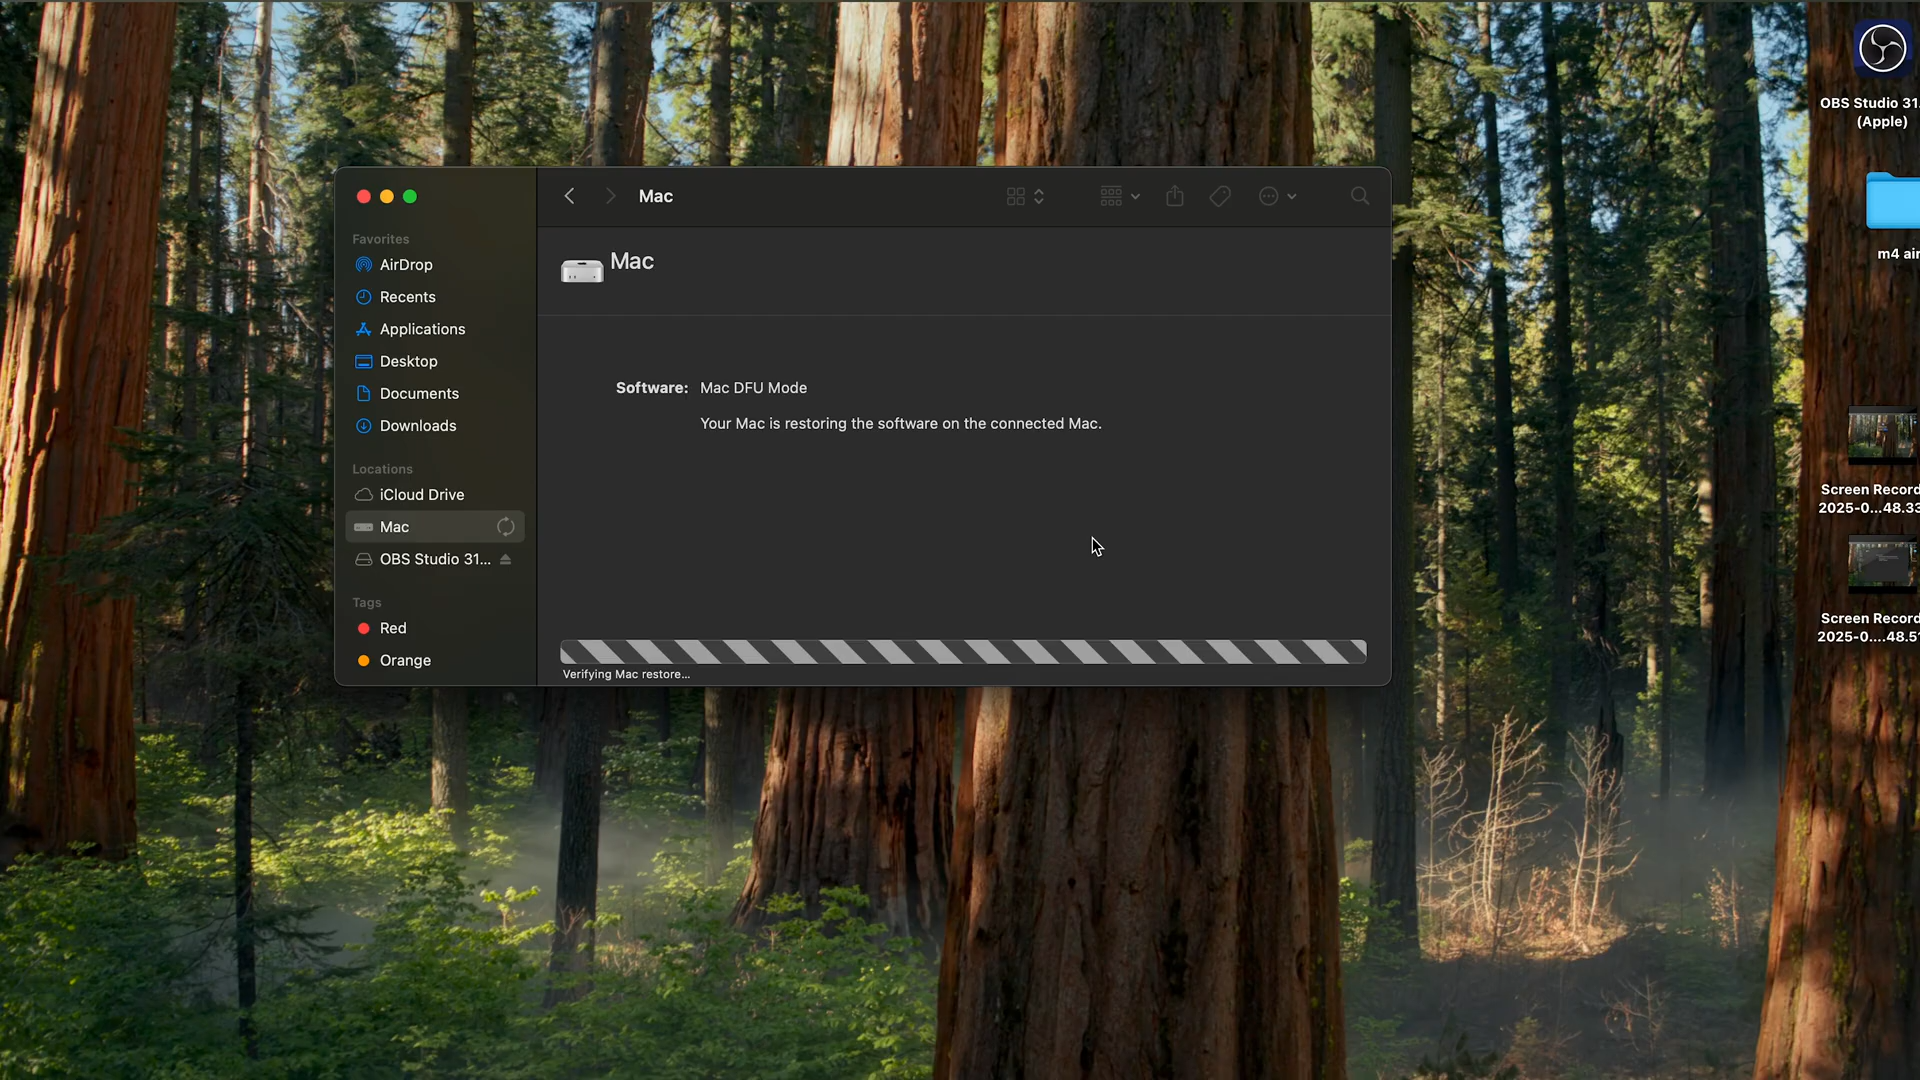 Mac
Favorites
AirDrop
Recents
Applications
Desktop
Documents
Downloads
Locations
iCloud Drive
Mac
OBS Studio 31...
Tags
Red
Orange
Mac
Software: Mac DFU Mode
Your Mac is restoring the software on the connected Mac.
Verifying Mac restore...
OBS Studio 31.
(Apple)
m4 air
Screen Record
2025-0...48.33
Screen Record
2025-0....48.51